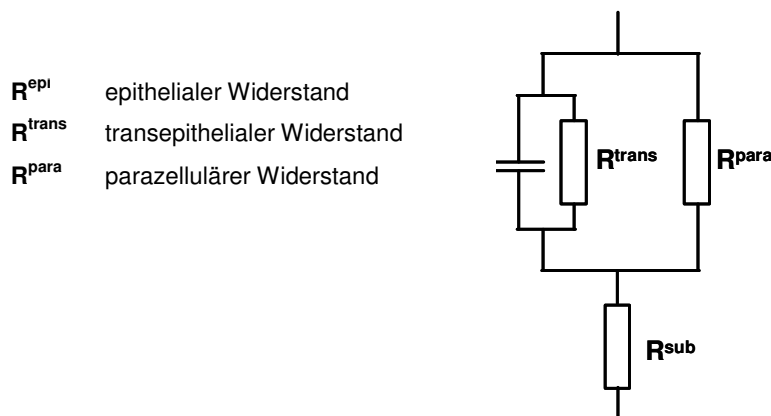 R^epi epithelialer Widerstand
R^trans transepithelialer Widerstand
R^para parazellulärer Widerstand
R^trans
R^para
R^sub